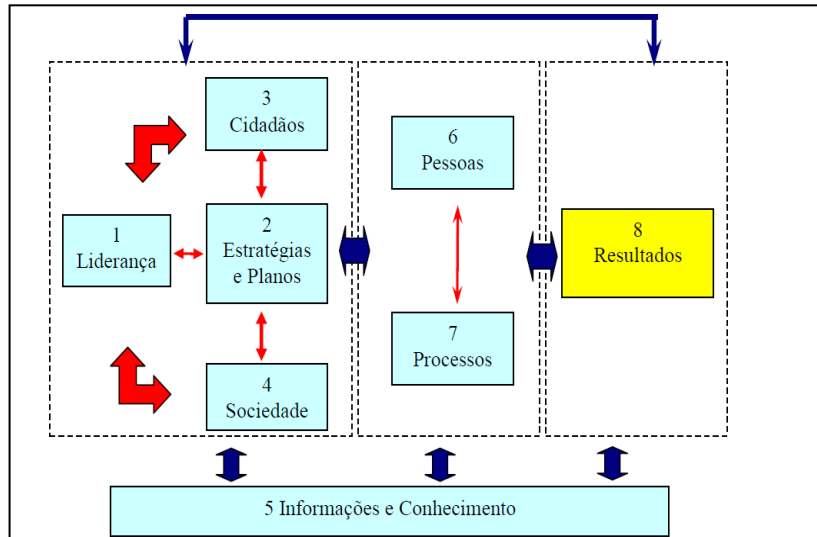 3
Cidadãos
1
Liderança
2
Estratégias
e Planos
4
Sociedade
6
Pessoas
7
Processos
8
Resultados
5 Informações e Conhecimento